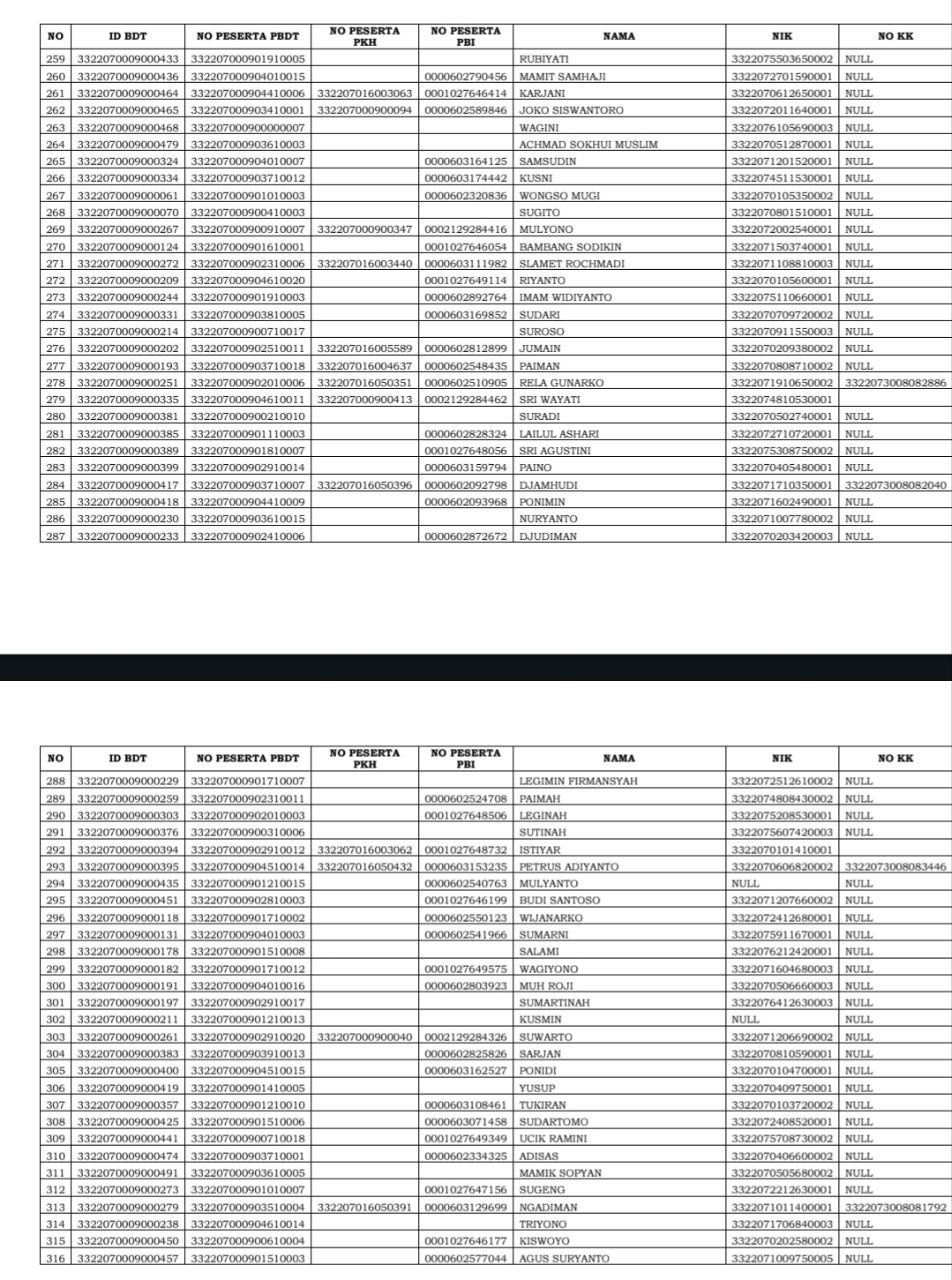 NO ID BDT NO PESERTA PBDT NO PESERTA PKH NO PESERTA PBI NAMA NIK NO KK
259 3322070009000433 332207000901910005 RUBIYATI 3322075503650002 NULL
260 3322070009000436 332207000904010015 0000602790456 MAMIT SAMHAJI 3322072701590001 NULL
261 3322070009000464 332207000904410006 332207016003063 0001027646414 KARJANI 3322070612650001 NULL
262 3322070009000465 332207000903410001 332207000900094 0000602589846 JOKO SISWANTORO 3322072011640001 NULL
263 3322070009000468 332207000900000007 WAGINI 3322076105690003 NULL
264 3322070009000479 332207000903610003 ACHMAD SOKHUI MUSLIM 3322070512870001 NULL
265 3322070009000324 332207000904010007 0000603164125 SAMSUDIN 3322071201520001 NULL
266 3322070009000334 332207000903710012 0000603174442 KUSNI 3322074511530001 NULL
267 3322070009000061 332207000901010003 0000602320836 WONGSO MUGI 3322070105350002 NULL
268 3322070009000070 332207000900410003 SUGITO 3322070801510001 NULL
269 3322070009000267 332207000900910007 332207000900347 0002129284416 MULYONO 3322072002540001 NULL
270 3322070009000124 332207000901610001 0001027646054 BAMBANG SODIKIN 3322071503740001 NULL
271 3322070009000272 332207000902310006 332207016003440 0000603111982 SLAMET ROCHMADI 3322071108810003 NULL
272 3322070009000209 332207000904610020 0001027649114 RIYANTO 3322070105600001 NULL
273 3322070009000244 332207000901910003 0000602892764 IMAM WIDIYANTO 3322075110660001 NULL
274 3322070009000331 332207000903810005 0000603169852 SUDARI 3322070709720002 NULL
275 3322070009000214 332207000900710017 SUROSO 3322070911550003 NULL
276 3322070009000202 332207000902510011 332207016005589 0000602812899 JUMAIN 3322070209380002 NULL
277 3322070009000193 332207000903710018 332207016004637 0000602548435 PAIMAN 3322070808710002 NULL
278 3322070009000251 332207000902010006 332207016050351 0000602510905 RELA GUNARKO 3322071910650002 3322073008082886
279 3322070009000335 332207000904610011 332207000900413 0002129284462 SRI WAYATI 3322074810530001
280 3322070009000381 332207000900210010 SURADI 3322070502740001 NULL
281 3322070009000385 332207000901110003 0000602828324 LAILUL ASHARI 3322072710720001 NULL
282 3322070009000389 332207000901810007 0001027648056 SRI AGUSTINI 3322075308750002 NULL
283 3322070009000399 332207000902910014 0000603159794 PAINO 3322070405480001 NULL
284 3322070009000417 332207000903710007 332207016050396 0000602092798 DJAMHUDI 3322071710350001 3322073008082040
285 3322070009000418 332207000904410009 0000602093968 PONIMIN 3322071602490001 NULL
286 3322070009000230 332207000903610015 NURYANTO 3322071007780002 NULL
287 3322070009000233 332207000902410006 0000602872672 DJUDIMAN 3322070203420003 NULL
NO ID BDT NO PESERTA PBDT NO PESERTA PKH NO PESERTA PBI NAMA NIK NO KK
288 3322070009000229 332207000901710007 LEGIMIN FIRMANSYAH 3322072512610002 NULL
289 3322070009000259 332207000902310011 0000602524708 PAIMAH 3322074808430002 NULL
290 3322070009000303 332207000902010003 0001027648506 LEGINAH 3322075208530001 NULL
291 3322070009000376 332207000900310006 SUTINAH 3322075607420003 NULL
292 3322070009000394 332207000902910012 332207016003062 0001027648732 ISTIYAR 3322070101410001
293 3322070009000395 332207000904510014 332207016050432 0000603153235 PETRUS ADIYANTO 3322070606820002 3322073008083446
294 3322070009000435 332207000901210015 0000602540763 MULYANTO NULL NULL
295 3322070009000451 332207000902810003 0001027646199 BUDI SANTOSO 3322071207660002 NULL
296 3322070009000118 332207000901710002 0000602550123 WIJANARKO 3322072412680001 NULL
297 3322070009000131 332207000904010003 0000602541966 SUMARNI 3322075911670001 NULL
298 3322070009000178 332207000901510008 SALAMI 3322076212420001 NULL
299 3322070009000182 332207000901710012 0001027649575 WAGIYONO 3322071604680003 NULL
300 3322070009000191 332207000904010016 0000602803923 MUH ROJI 3322070506660003 NULL
301 3322070009000197 332207000902910017 SUMARTINAH 3322076412630003 NULL
302 3322070009000211 332207000901210013 KUSMIN NULL NULL
303 3322070009000261 332207000902910020 332207000900040 0002129284326 SUWARTO 3322071206690002 NULL
304 3322070009000383 332207000903910013 0000602825826 SARJAN 3322070810590001 NULL
305 3322070009000400 332207000904510015 0000603162527 PONIDI 3322070104700001 NULL
306 3322070009000419 332207000901410005 YUSUP 3322070409750001 NULL
307 3322070009000357 332207000901210010 0000603108461 TUKIRAN 3322070103720002 NULL
308 3322070009000425 332207000901510006 0000603071458 SUDARTOMO 3322072408520001 NULL
309 3322070009000441 332207000900710018 0001027649349 UCIK RAMINI 3322075708730002 NULL
310 3322070009000474 332207000903710001 0000602334325 ADISAS 3322070406600002 NULL
311 3322070009000491 332207000903610005 MAMIK SOPYAN 3322070505680002 NULL
312 3322070009000273 332207000901010007 0001027647156 SUGENG 3322072212630001 NULL
313 3322070009000279 332207000903510004 332207016050391 0000603129699 NGADIMAN 3322071011400001 3322073008081792
314 3322070009000238 332207000904610014 TRIYONO 3322071706840003 NULL
315 3322070009000450 332207000900610004 0001027646177 KISWOYO 3322070202580002 NULL
316 3322070009000457 332207000901510003 0000602577044 AGUS SURYANTO 3322071009750005 NULL